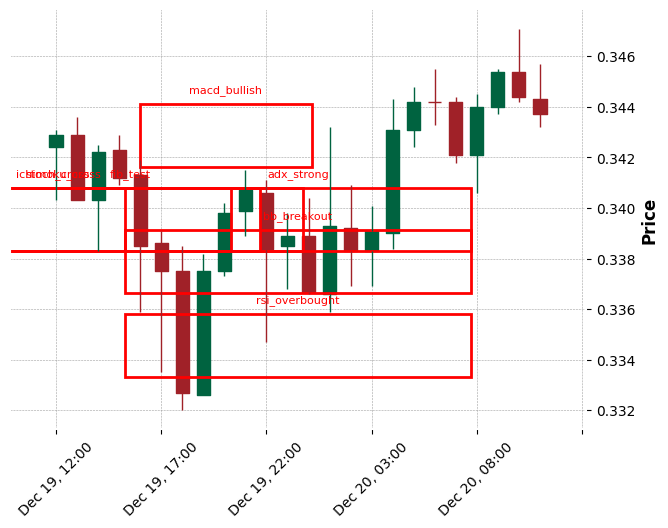 0.346
macd_bullish
0.344
0.342
adx_strong
0.340
Price
0.338
rsi_overbought
0.336
0.334
0.332
Dec 19, 12:00
Dec 19, 17:00
Dec 19, 22:00
Dec 20, 03:00
Dec 20, 08:00